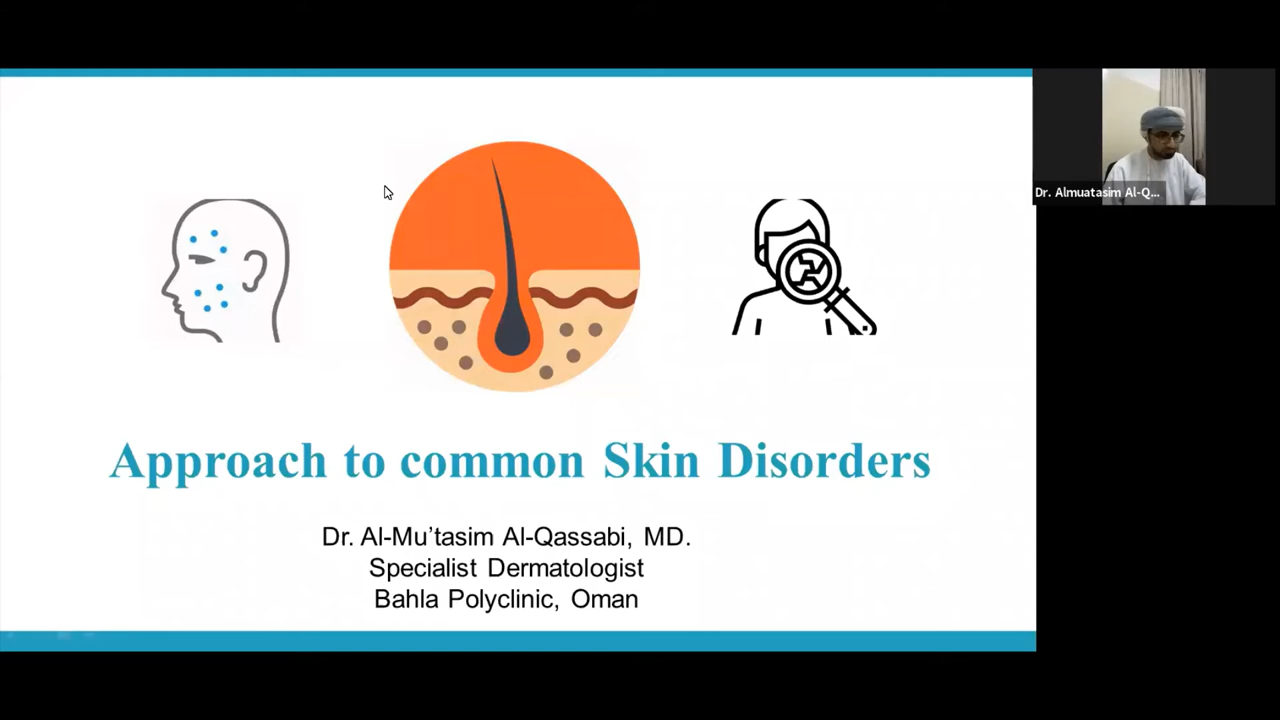 Approach to common Skin Disorders
Dr. Al-Mu’tasim Al-Qassabi, MD.
Specialist Dermatologist
Bahla Polyclinic, Oman
Dr. Almuatasim Al-Q...